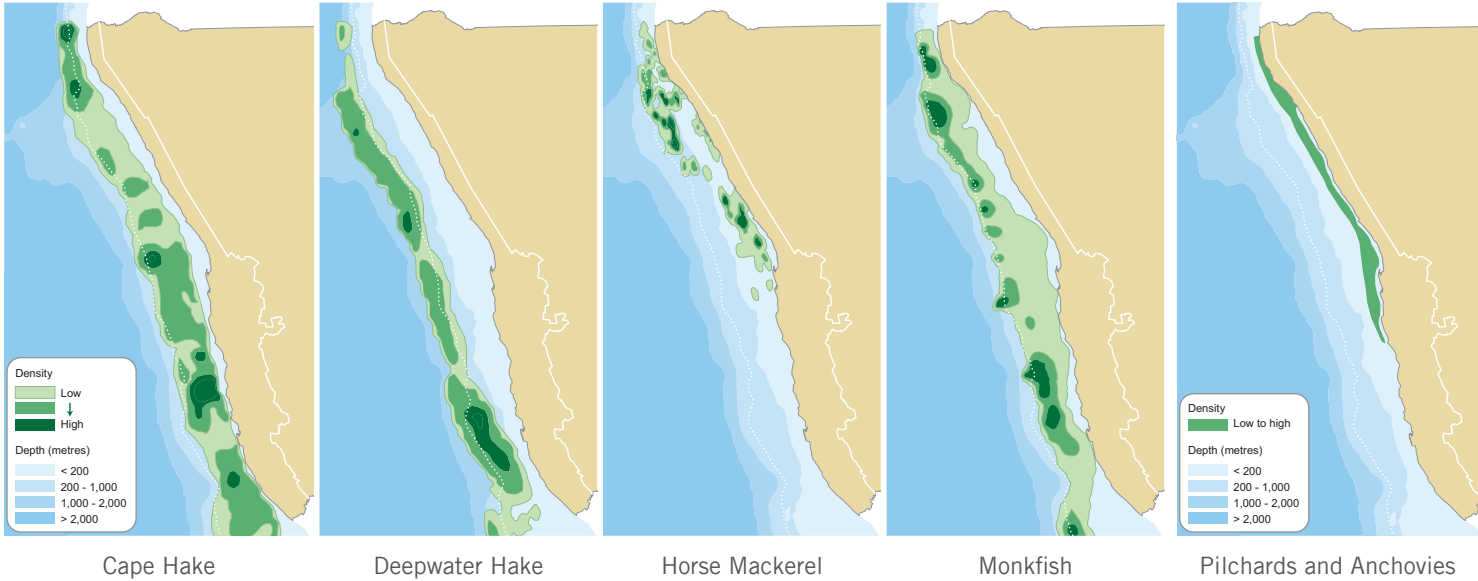 Density
Low
High
Depth (metres)
< 200
200 - 1,000
1,000 - 2,000
> 2,000
Density
Low to high
Depth (metres)
< 200
200 - 1,000
1,000 - 2,000
> 2,000
Cape Hake
Deepwater Hake
Horse Mackerel
Monkfish
Pilchards and Anchovies